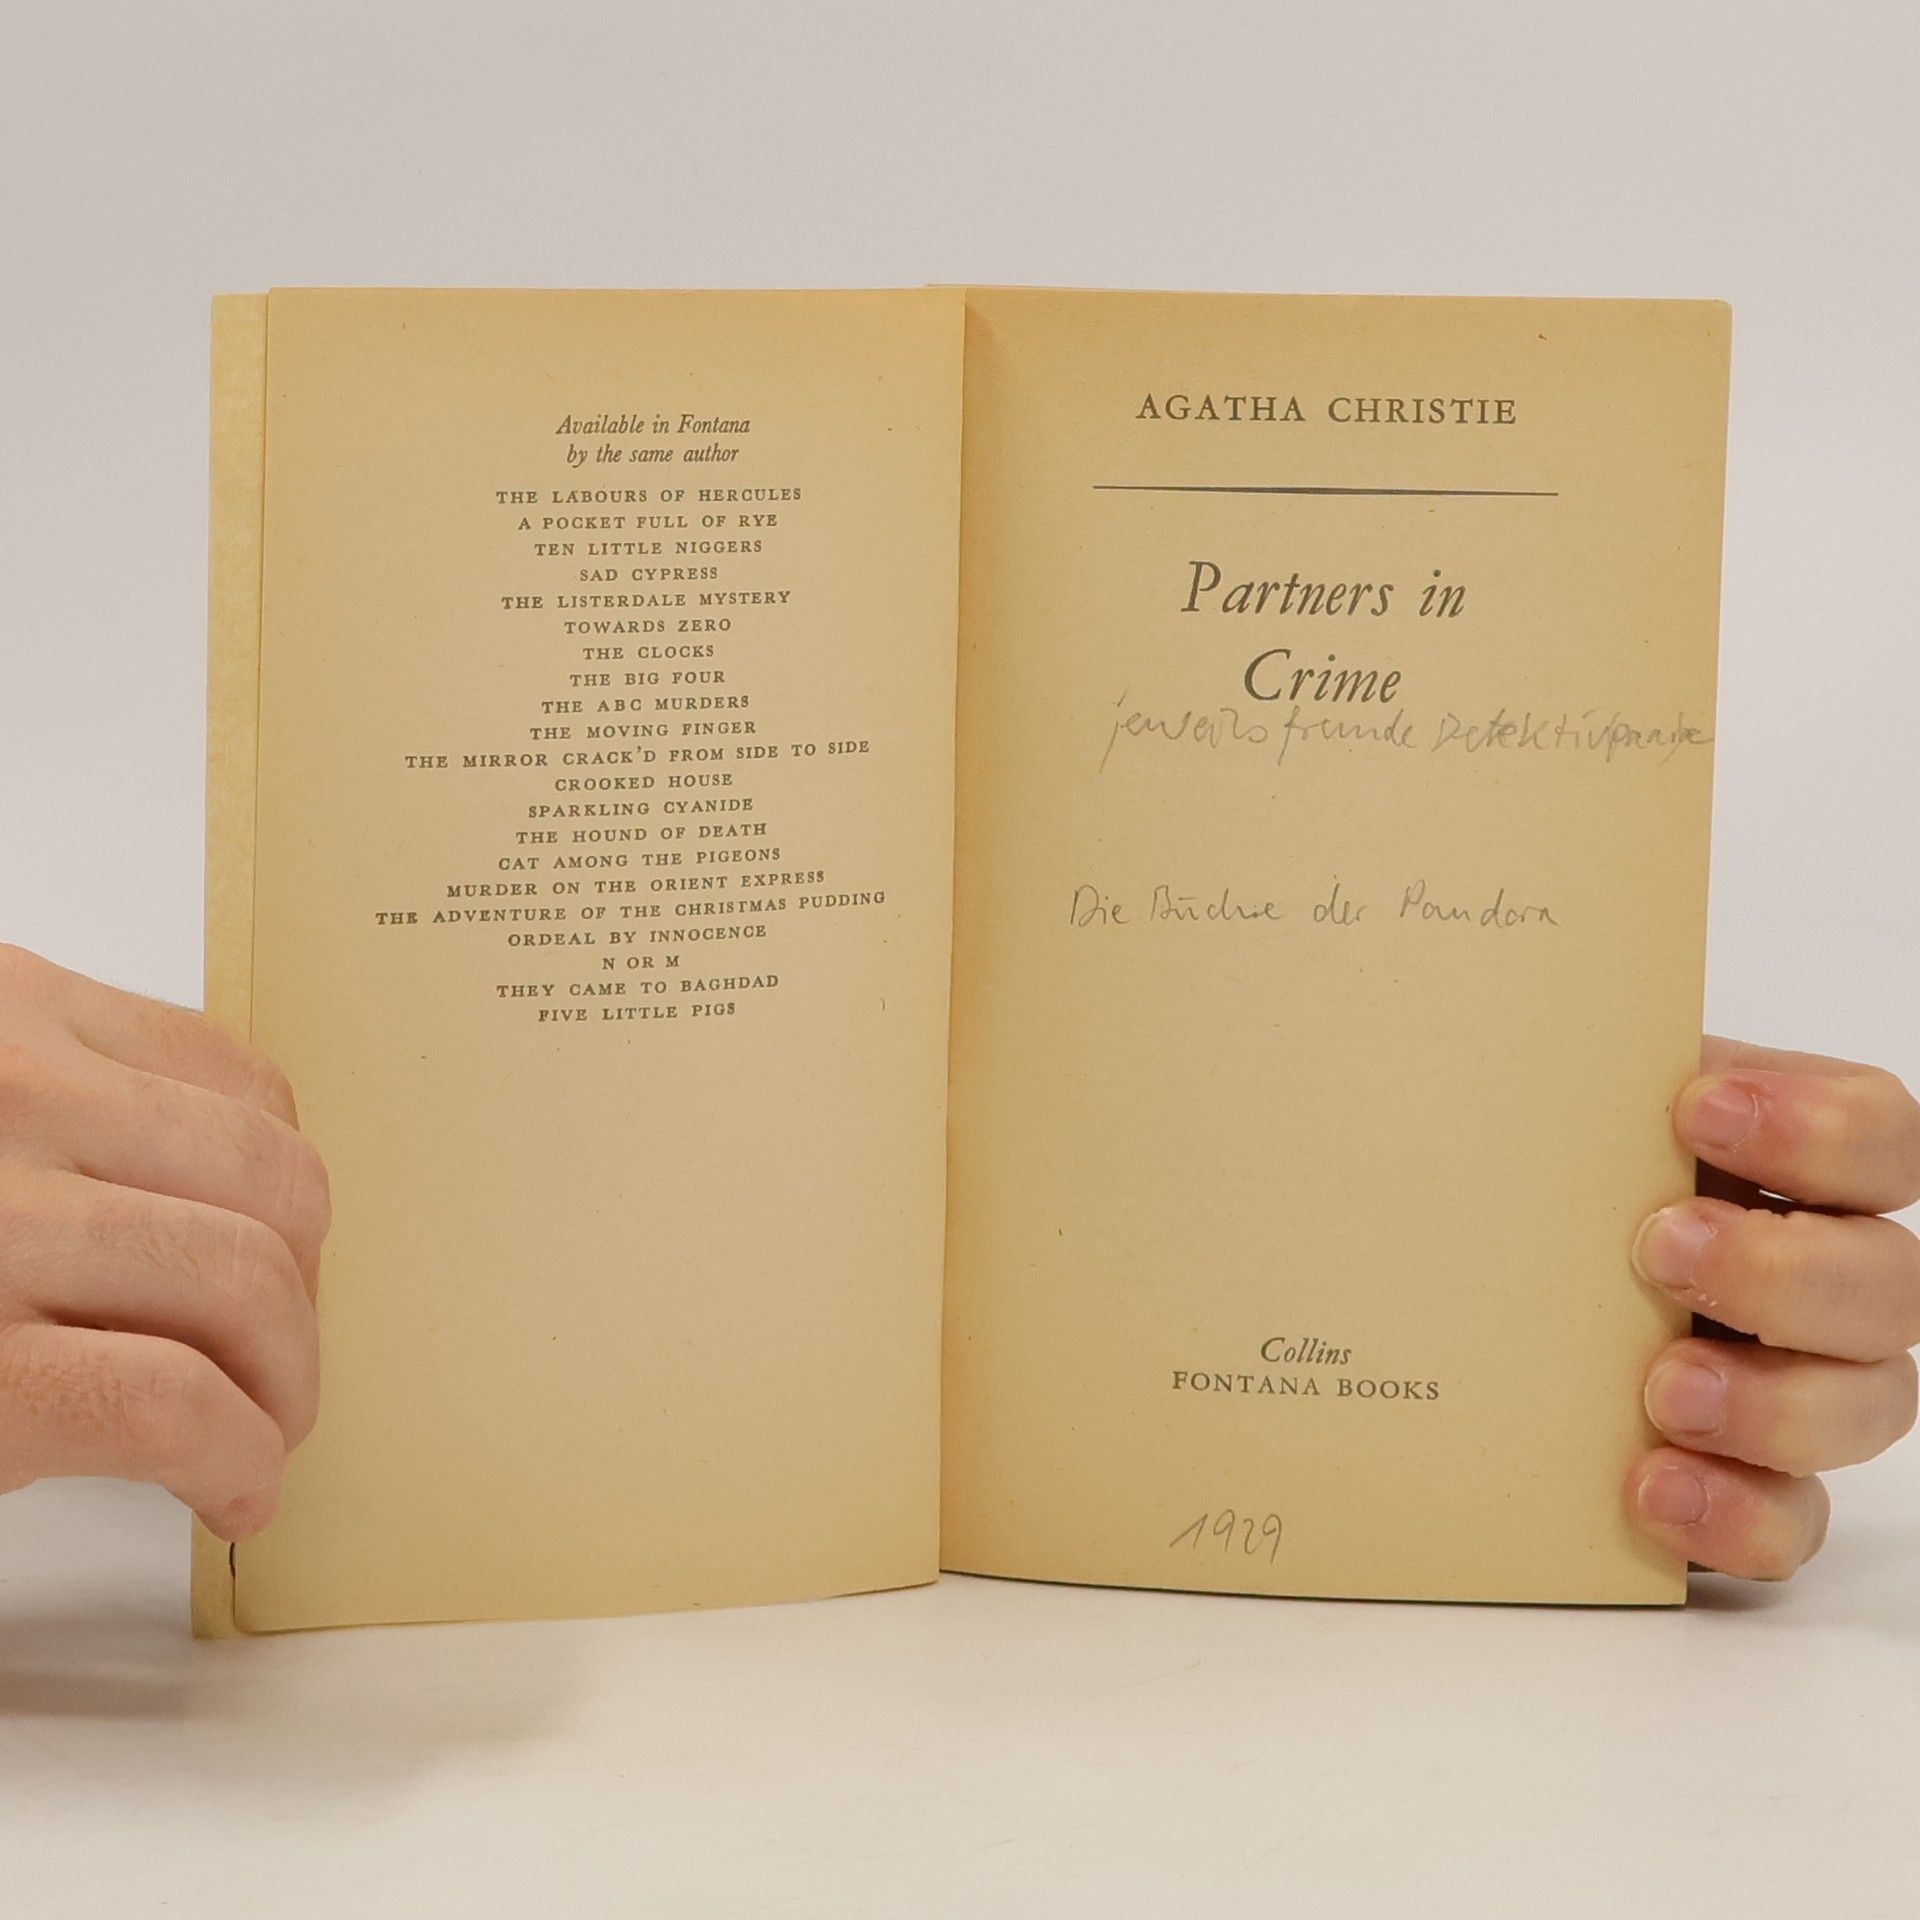 Available in Fontana
by the same author
THE LABOURS OF HERCULES
A POCKET FULL OF RYE
TEN LITTLE NIGGERS
SAD CYPRESS
THE LISTERDALE MYSTERY
TOWARDS ZERO
THE CLOCKS
THE BIG FOUR
THE ABC MURDERS
THE MOVING FINGER
THE MIRROR CRACK'D FROM SIDE TO SIDE
CROOKED HOUSE
SPARKLING CYANIDE
THE HOUND OF DEATH
CAT AMONG THE PIGEONS
MURDER ON THE ORIENT EXPRESS
THE ADVENTURE OF THE CHRISTMAS PUDDING
ORDEAL BY INNOCENCE
N OR M
THEY CAME TO BAGHDAD
FIVE LITTLE PIGS
AGATHA CHRISTIE
Partners in
Crime
jeweils fremde
Die Büchse der Pandora
Collins
FONTANA BOOKS
1929